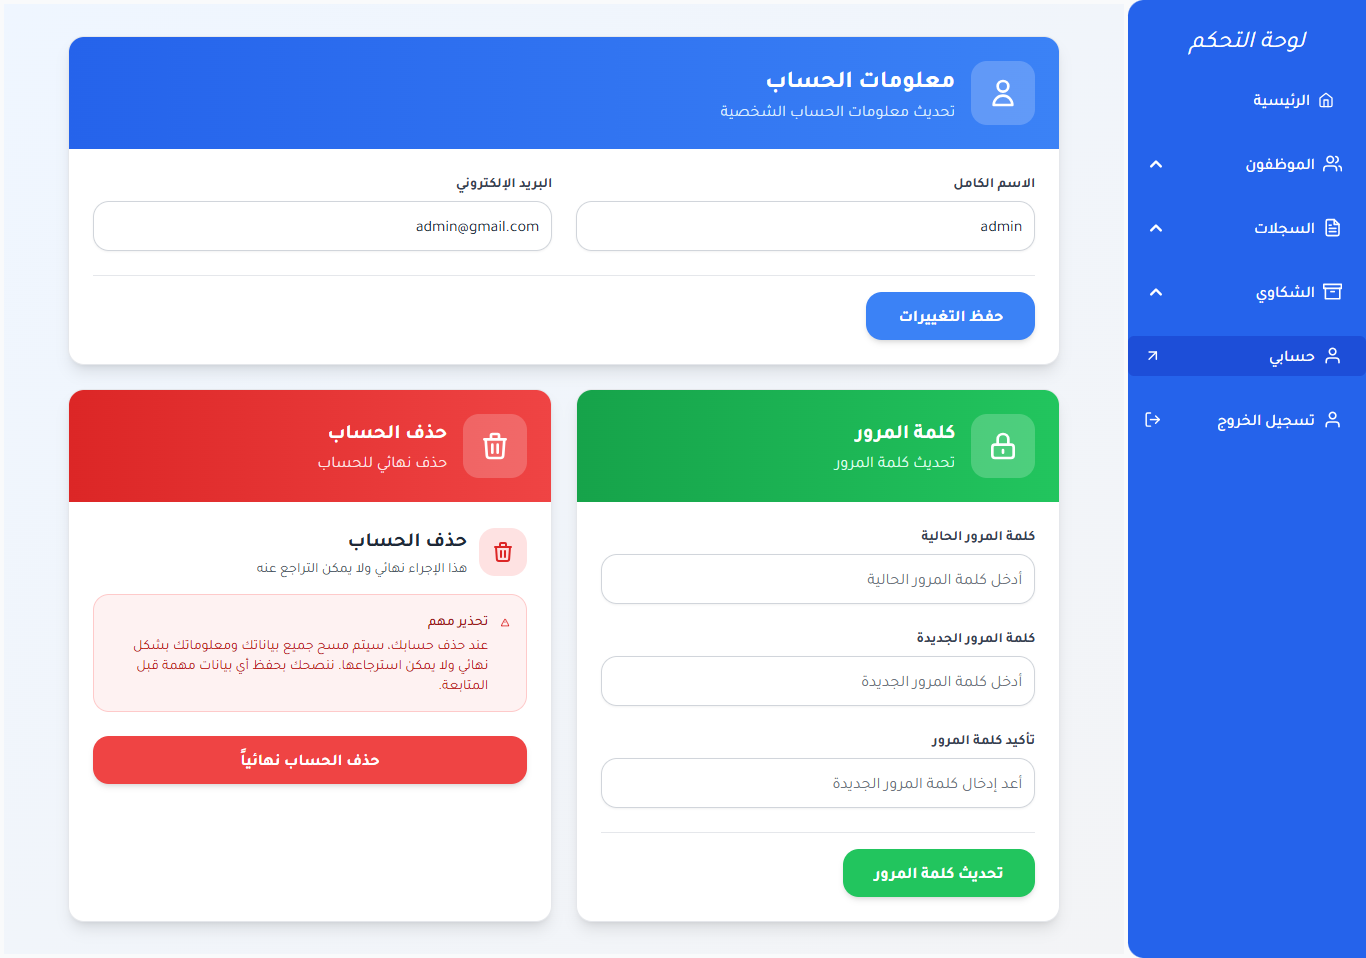 لوحة التحكم
الرئيسية
الموظفون
السجلات
الشكاوي
حسابي
تسجيل الخروج
معلومات الحساب
تحديث معلومات الحساب الشخصية
الاسم الكامل
admin
البريد الإلكتروني
admin@gmail.com
حفظ التغييرات
كلمة المرور
تحديث كلمة المرور
كلمة المرور الحالية
أدخل كلمة المرور الحالية
كلمة المرور الجديدة
أدخل كلمة المرور الجديدة
تأكيد كلمة المرور
أعد إدخال كلمة المرور الجديدة
تحديث كلمة المرور
حذف الحساب
حذف نهائي للحساب
حذف الحساب
هذا الإجراء نهائي ولا يمكن التراجع عنه
تحذير مهم
عند حذف حسابك، سيتم مسح جميع بياناتك ومعلوماتك بشكل
نهائي ولا يمكن استرجاعها. ننصحك بحفظ أي بيانات مهمة قبل
المتابعة.
حذف الحساب نهائياً